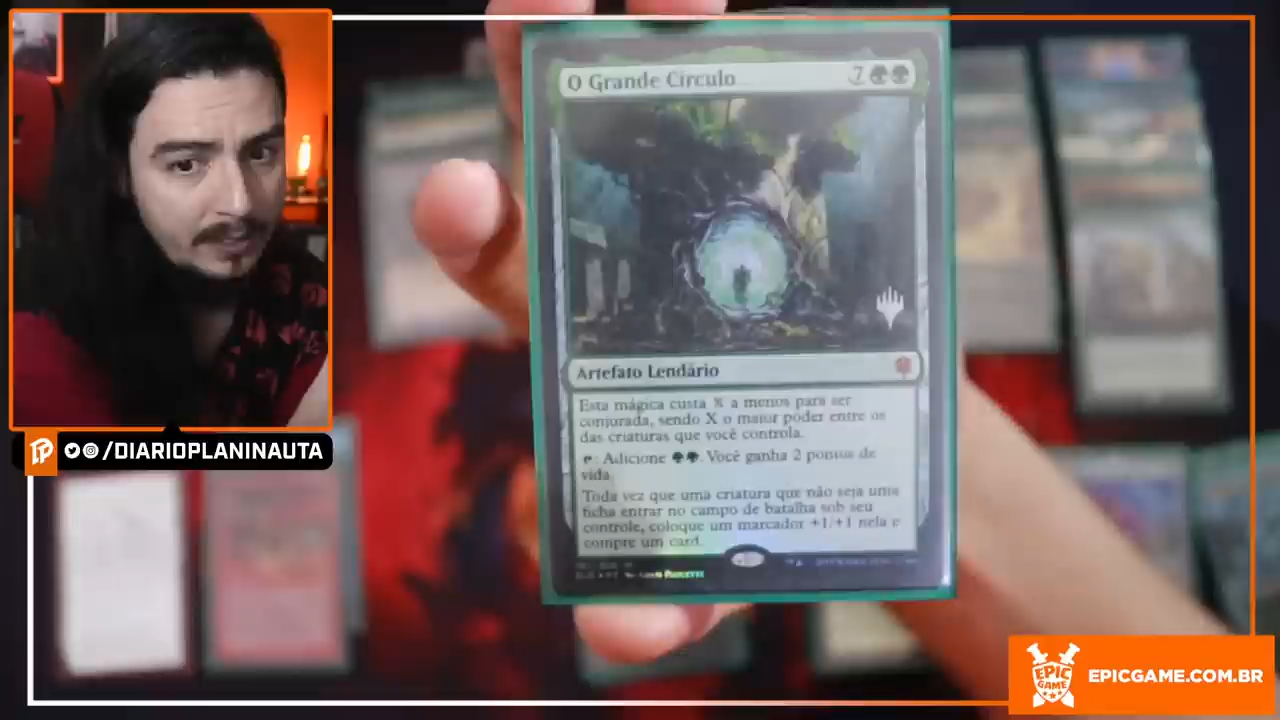 O Grande Círculo
7
Artefato Lendário
Esta mágica custa X a menos para ser
conjurada, sendo X o maior poder entre os
das criaturas que você controla.
: Adicione . Você ganha 2 pontos de
vida.
Toda vez que uma criatura que não seja uma
ficha entrar no campo de batalha sob seu
controle, coloque um marcador +1/+1 nela e
compre um card.
/DIARIOPLANINAUTA
EPIC
GAME
EPICGAME.COM.BR